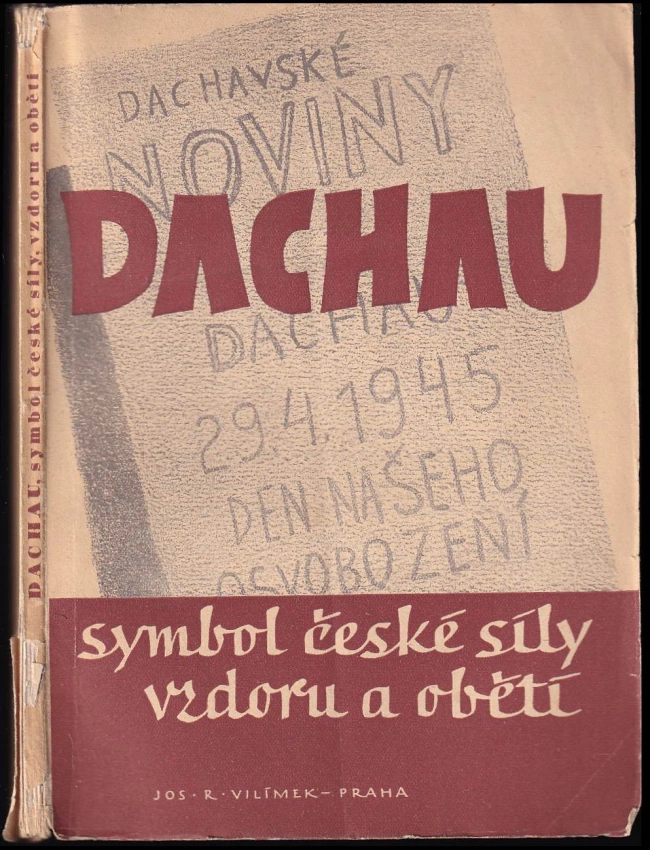 DACHAU, symbol české síly, vzdoru a obětí
DACHAVSKÉ
NOVINY
DACHAU
DACHAU
29.4.1945
DEN NAŠEHO
OSVOBOZENÍ
symbol české síly
vzdoru a obětí
JOS · R · VILÍMEK – PRAHA